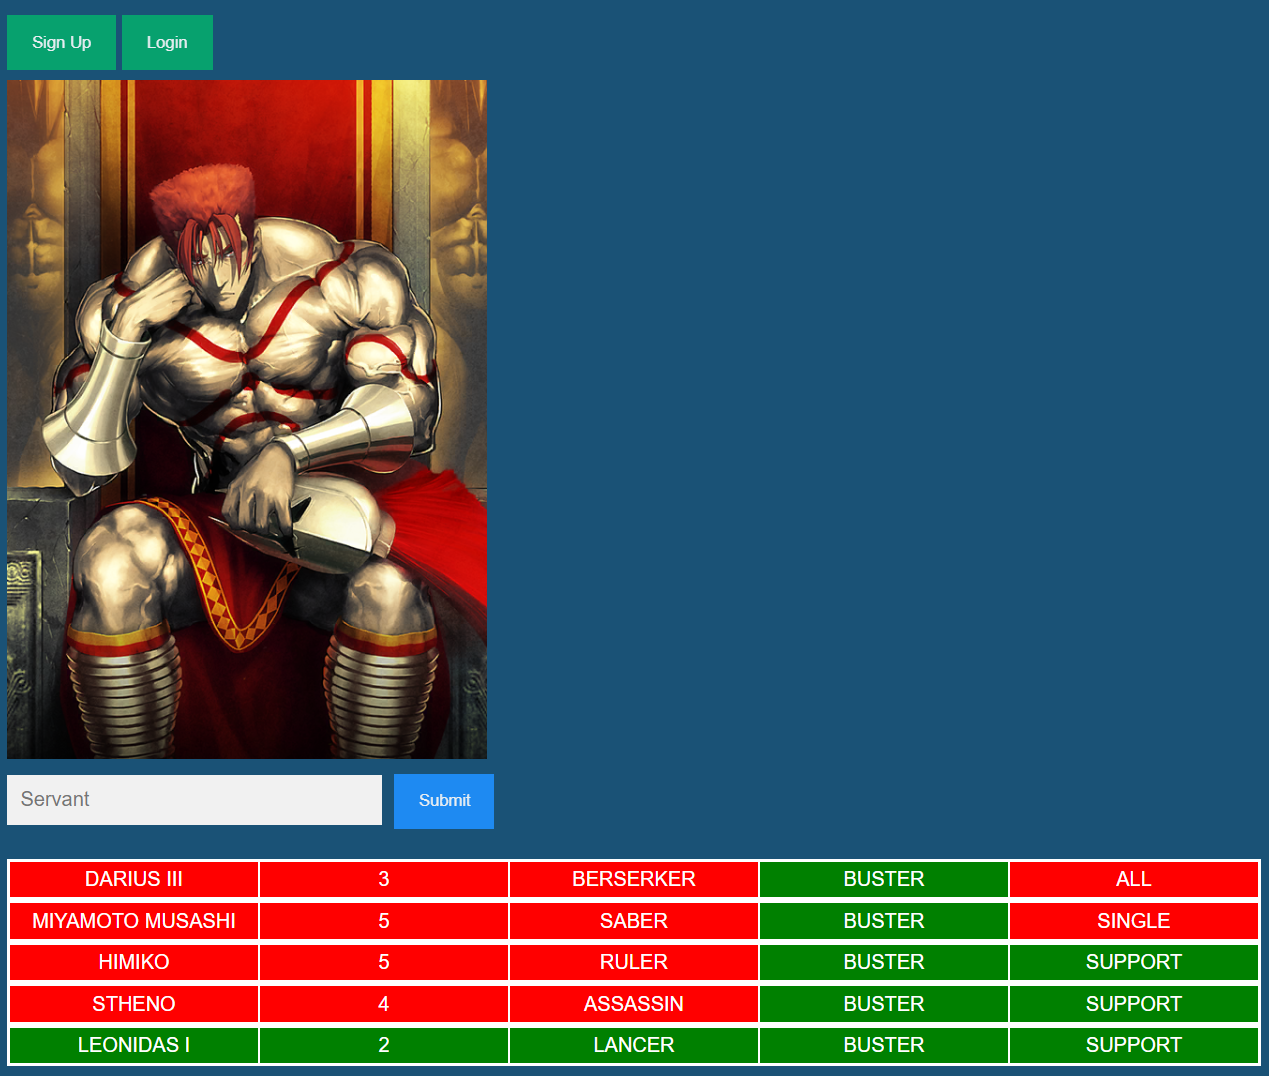 Sign Up Login
Servant Submit
DARIUS III 3 BERSERKER BUSTER ALL
MIYAMOTO MUSASHI 5 SABER BUSTER SINGLE
HIMIKO 5 RULER BUSTER SUPPORT
STHENO 4 ASSASSIN BUSTER SUPPORT
LEONIDAS I 2 LANCER BUSTER SUPPORT